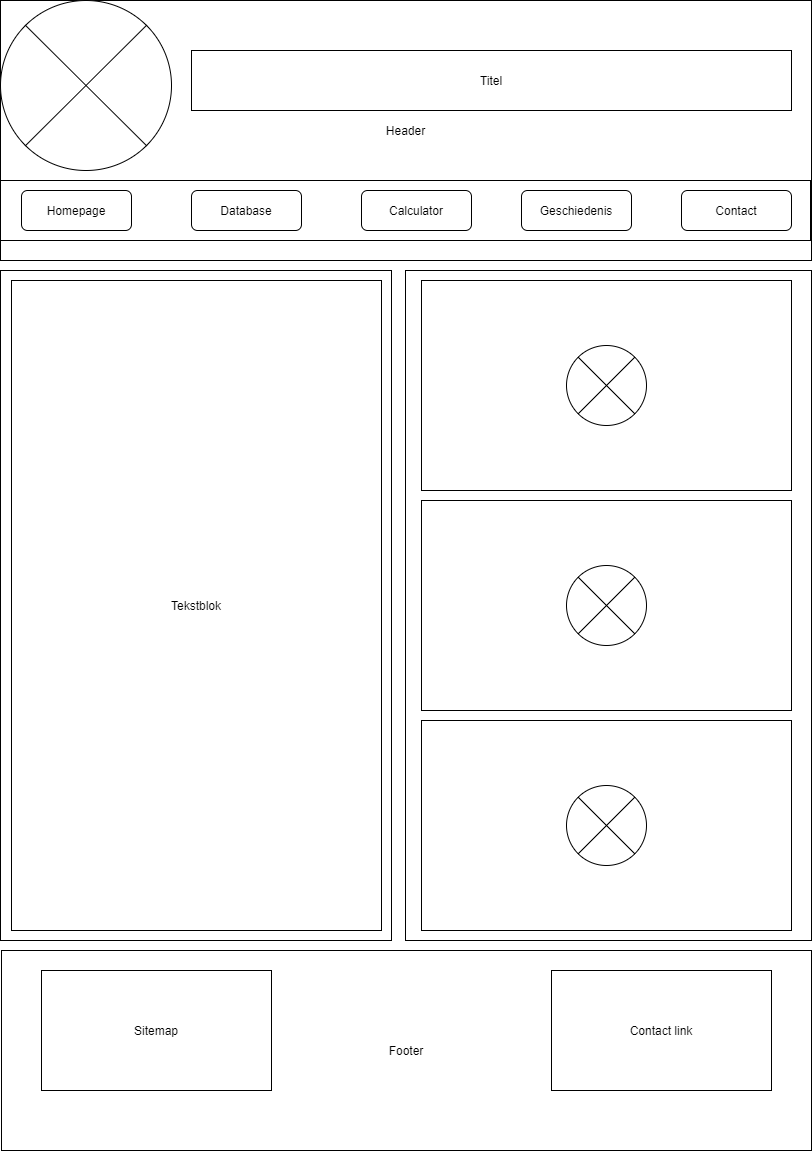 Titel
Header
Homepage
Database
Calculator
Geschiedenis
Contact
Tekstblok
Sitemap
Footer
Contact link